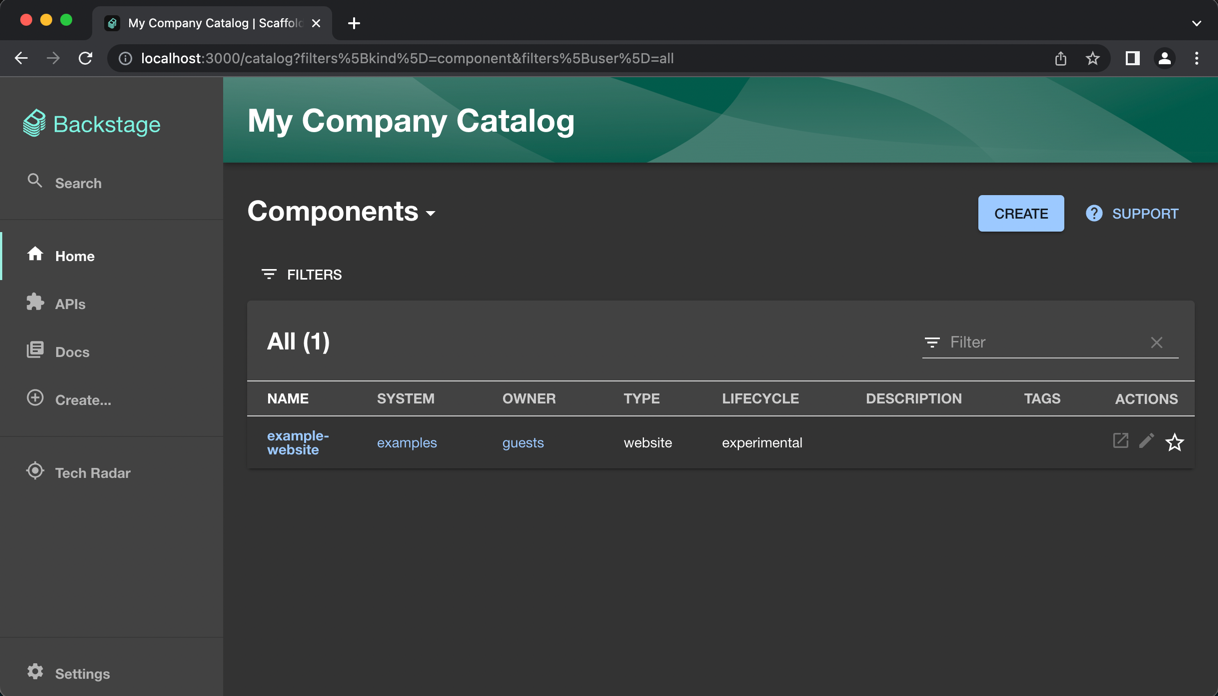 My Company Catalog | Scaffol
localhost:3000/catalog?filters%5Bkind%5D=component&filters%5Buser%5D=all
Backstage
Search
Home
APIs
Docs
Create...
Tech Radar
Settings
My Company Catalog
Components
CREATE
SUPPORT
FILTERS
All (1)
Filter
NAME SYSTEM OWNER TYPE LIFECYCLE DESCRIPTION TAGS ACTIONS
example-
website
examples guests website experimental